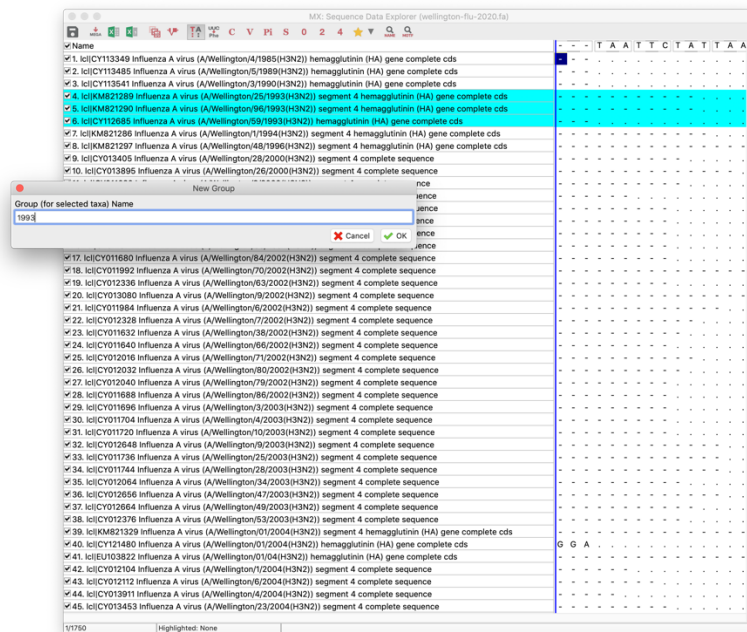 MX: Sequence Data Explorer (wellington-flu-2020.fa)
MEGA TA UUC Phe C V Pi S 0 2 4 NAME MOTIF
Name - - - T A A T T C T A T T A A
1. lcl|CY113349 Influenza A virus (A/Wellington/4/1985(H3N2)) hemagglutinin (HA) gene complete cds
2. lcl|CY113485 Influenza A virus (A/Wellington/5/1989(H3N2)) hemagglutinin (HA) gene complete cds
3. lcl|CY113541 Influenza A virus (A/Wellington/3/1990(H3N2)) hemagglutinin (HA) gene complete cds
4. lcl|KM821289 Influenza A virus (A/Wellington/25/1993(H3N2)) segment 4 hemagglutinin (HA) gene complete cds
5. lcl|KM821290 Influenza A virus (A/Wellington/96/1993(H3N2)) segment 4 hemagglutinin (HA) gene complete cds
6. lcl|CY112685 Influenza A virus (A/Wellington/59/1993(H3N2)) hemagglutinin (HA) gene complete cds
7. lcl|KM821286 Influenza A virus (A/Wellington/1/1994(H3N2)) segment 4 hemagglutinin (HA) gene complete cds
8. lcl|KM821297 Influenza A virus (A/Wellington/48/1996(H3N2)) segment 4 hemagglutinin (HA) gene complete cds
9. lcl|CY013405 Influenza A virus (A/Wellington/28/2000(H3N2)) segment 4 complete sequence
10. lcl|CY013895 Influenza A virus (A/Wellington/26/2000(H3N2)) segment 4 complete sequence
New Group
Group (for selected taxa) Name
1993
Cancel OK
17. lcl|CY011680 Influenza A virus (A/Wellington/84/2002(H3N2)) segment 4 complete sequence
18. lcl|CY011992 Influenza A virus (A/Wellington/70/2002(H3N2)) segment 4 complete sequence
19. lcl|CY012336 Influenza A virus (A/Wellington/63/2002(H3N2)) segment 4 complete sequence
20. lcl|CY013080 Influenza A virus (A/Wellington/9/2002(H3N2)) segment 4 complete sequence
21. lcl|CY011984 Influenza A virus (A/Wellington/6/2002(H3N2)) segment 4 complete sequence
22. lcl|CY012328 Influenza A virus (A/Wellington/7/2002(H3N2)) segment 4 complete sequence
23. lcl|CY011632 Influenza A virus (A/Wellington/38/2002(H3N2)) segment 4 complete sequence
24. lcl|CY011640 Influenza A virus (A/Wellington/66/2002(H3N2)) segment 4 complete sequence
25. lcl|CY012016 Influenza A virus (A/Wellington/71/2002(H3N2)) segment 4 complete sequence
26. lcl|CY012032 Influenza A virus (A/Wellington/80/2002(H3N2)) segment 4 complete sequence
27. lcl|CY012040 Influenza A virus (A/Wellington/79/2002(H3N2)) segment 4 complete sequence
28. lcl|CY011688 Influenza A virus (A/Wellington/86/2002(H3N2)) segment 4 complete sequence
29. lcl|CY011696 Influenza A virus (A/Wellington/3/2003(H3N2)) segment 4 complete sequence
30. lcl|CY011704 Influenza A virus (A/Wellington/4/2003(H3N2)) segment 4 complete sequence
31. lcl|CY011720 Influenza A virus (A/Wellington/10/2003(H3N2)) segment 4 complete sequence
32. lcl|CY012648 Influenza A virus (A/Wellington/9/2003(H3N2)) segment 4 complete sequence
33. lcl|CY011736 Influenza A virus (A/Wellington/25/2003(H3N2)) segment 4 complete sequence
34. lcl|CY011744 Influenza A virus (A/Wellington/28/2003(H3N2)) segment 4 complete sequence
35. lcl|CY012064 Influenza A virus (A/Wellington/34/2003(H3N2)) segment 4 complete sequence
36. lcl|CY012656 Influenza A virus (A/Wellington/47/2003(H3N2)) segment 4 complete sequence
37. lcl|CY012664 Influenza A virus (A/Wellington/49/2003(H3N2)) segment 4 complete sequence
38. lcl|CY012376 Influenza A virus (A/Wellington/53/2003(H3N2)) segment 4 complete sequence
39. lcl|KM821329 Influenza A virus (A/Wellington/01/2004(H3N2)) segment 4 hemagglutinin (HA) gene complete cds
40. lcl|CY121480 Influenza A virus (A/Wellington/01/2004(H3N2)) hemagglutinin (HA) gene complete cds G G A
41. lcl|EU103822 Influenza A virus (A/Wellington/01/04(H3N2)) hemagglutinin (HA) gene complete cds
42. lcl|CY012104 Influenza A virus (A/Wellington/1/2004(H3N2)) segment 4 complete sequence
43. lcl|CY012112 Influenza A virus (A/Wellington/6/2004(H3N2)) segment 4 complete sequence
44. lcl|CY013911 Influenza A virus (A/Wellington/4/2004(H3N2)) segment 4 complete sequence
45. lcl|CY013453 Influenza A virus (A/Wellington/23/2004(H3N2)) segment 4 complete sequence
1/1750 Highlighted: None